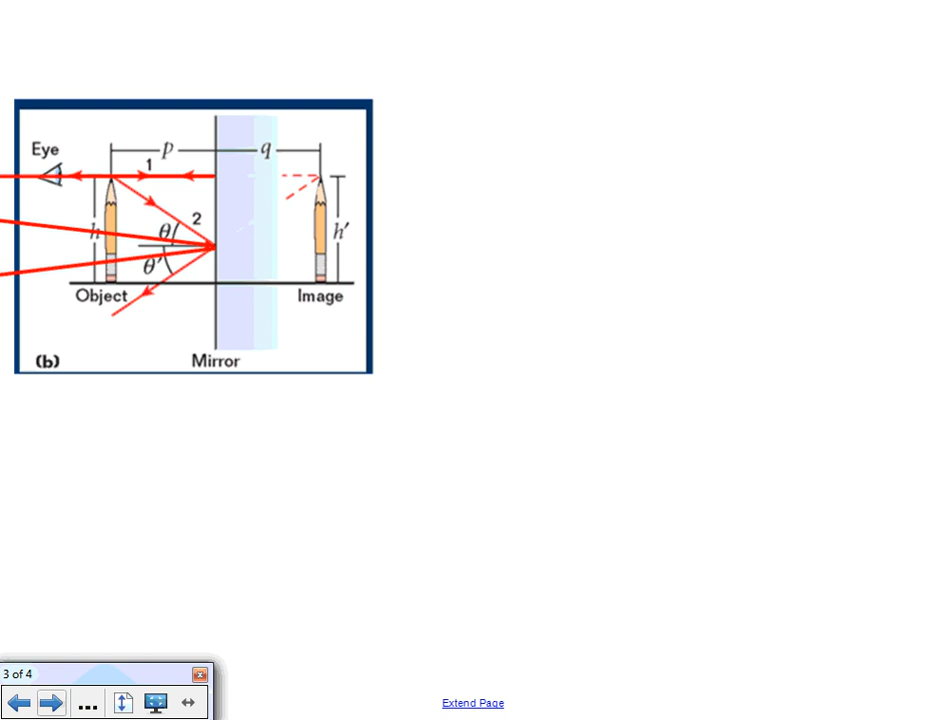 Eye
p
q
1
2
h
θ
h′
θ′
Object
Image
(b)
Mirror
3 of 4
...
Extend Page